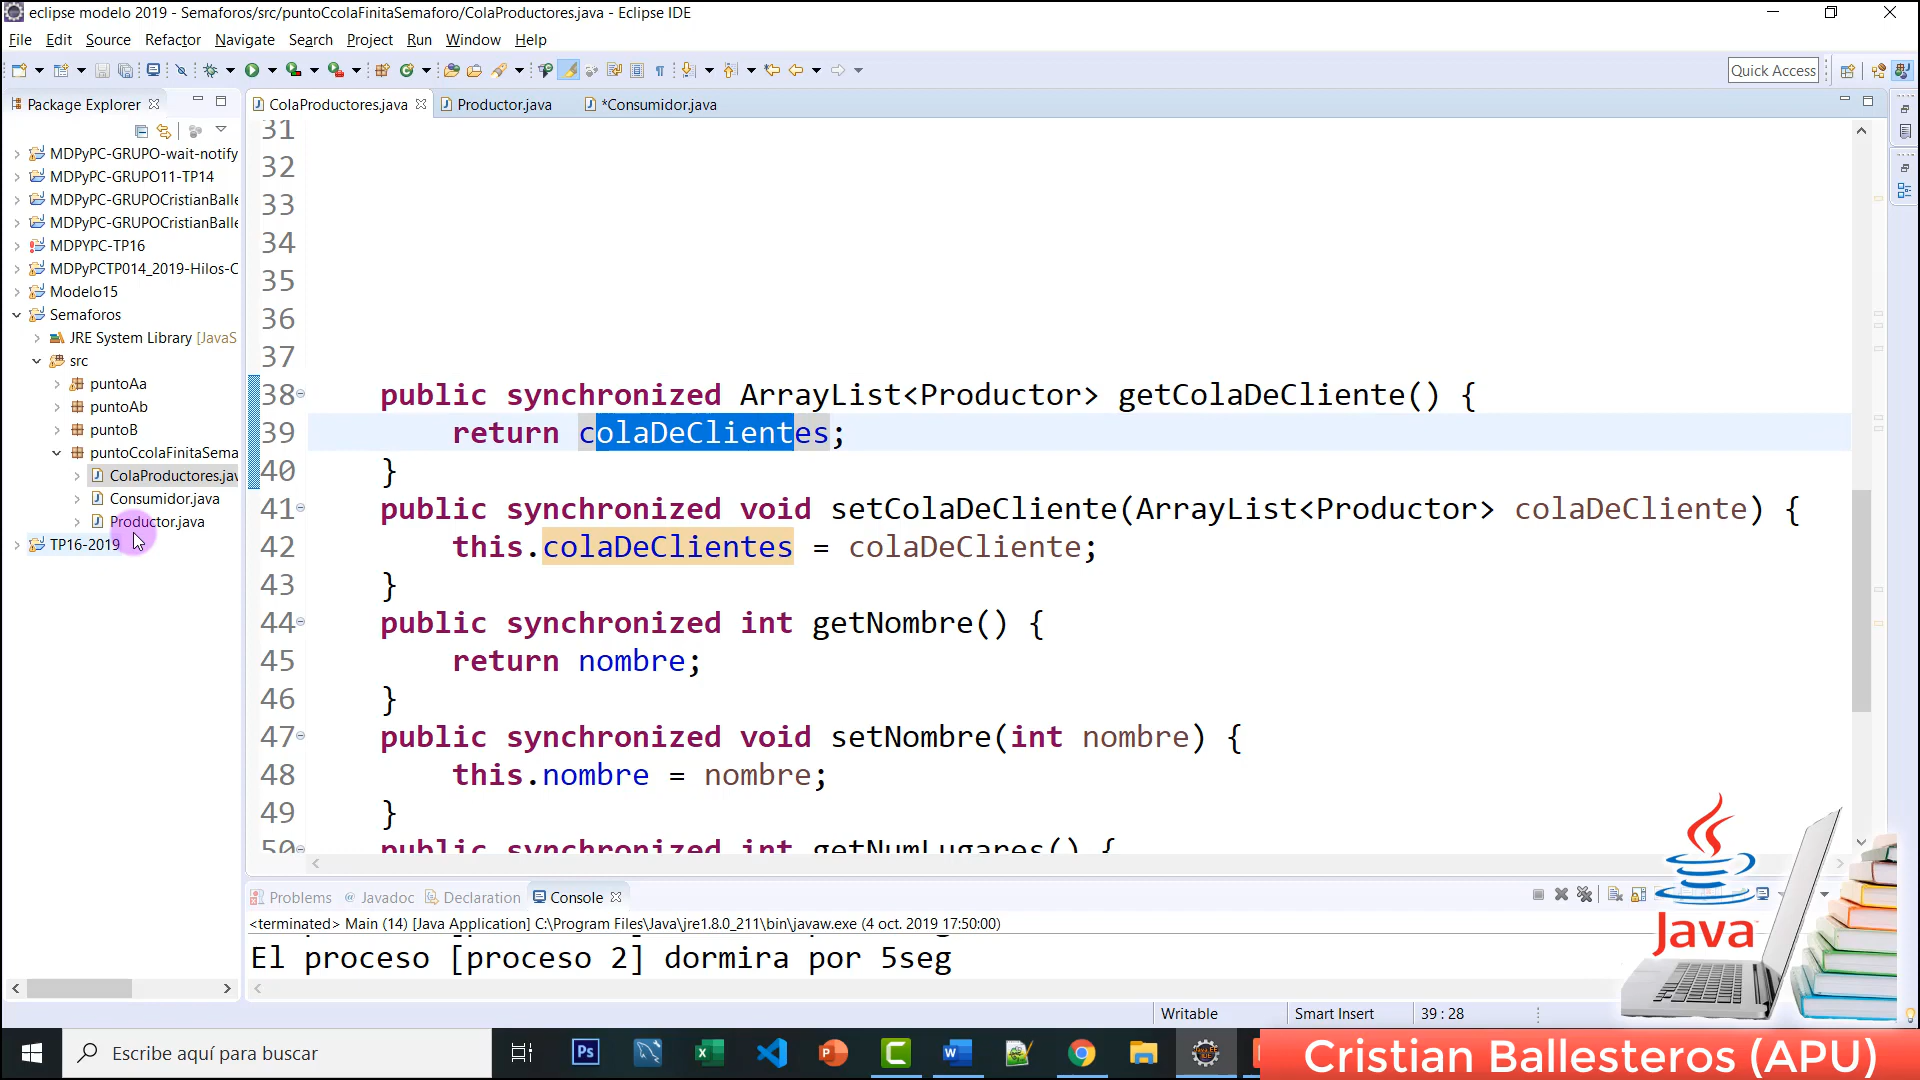 eclipse modelo 2019 - Semaforos/src/puntoCcolaFinitaSemaforo/ColaProductores.java - Eclipse IDE
File Edit Source Refactor Navigate Search Project Run Window Help
Quick Access
Package Explorer
ColaProductores.java Productor.java *Consumidor.java
MDPyPC-GRUPO-wait-notify
MDPyPC-GRUPO11-TP14
MDPyPC-GRUPOCristianBalle
MDPyPC-GRUPOCristianBalle
MDPYPC-TP16
MDPyPCTP014_2019-Hilos-C
Modelo15
Semaforos
JRE System Library [JavaS
src
puntoAa
puntoAb
puntoB
puntoCcolaFinitaSema
ColaProductores.jav
Consumidor.java
Productor.java
TP16-2019
31
32
33
34
35
36
37
38 public synchronized ArrayList<Productor> getColaDeCliente() {
39 return colaDeClientes;
40 }
41 public synchronized void setColaDeCliente(ArrayList<Productor> colaDeCliente) {
42 this.colaDeClientes = colaDeCliente;
43 }
44 public synchronized int getNombre() {
45 return nombre;
46 }
47 public synchronized void setNombre(int nombre) {
48 this.nombre = nombre;
49 }
50 public synchronized int getNumLugares() {
Problems Javadoc Declaration Console
<terminated> Main (14) [Java Application] C:\Program Files\Java\jre1.8.0_211\bin\javaw.exe (4 oct. 2019 17:50:00)
El proceso [proceso 2] dormira por 5seg
Writable Smart Insert 39 : 28
Java
Escribe aquí para buscar
Cristian Ballesteros (APU)